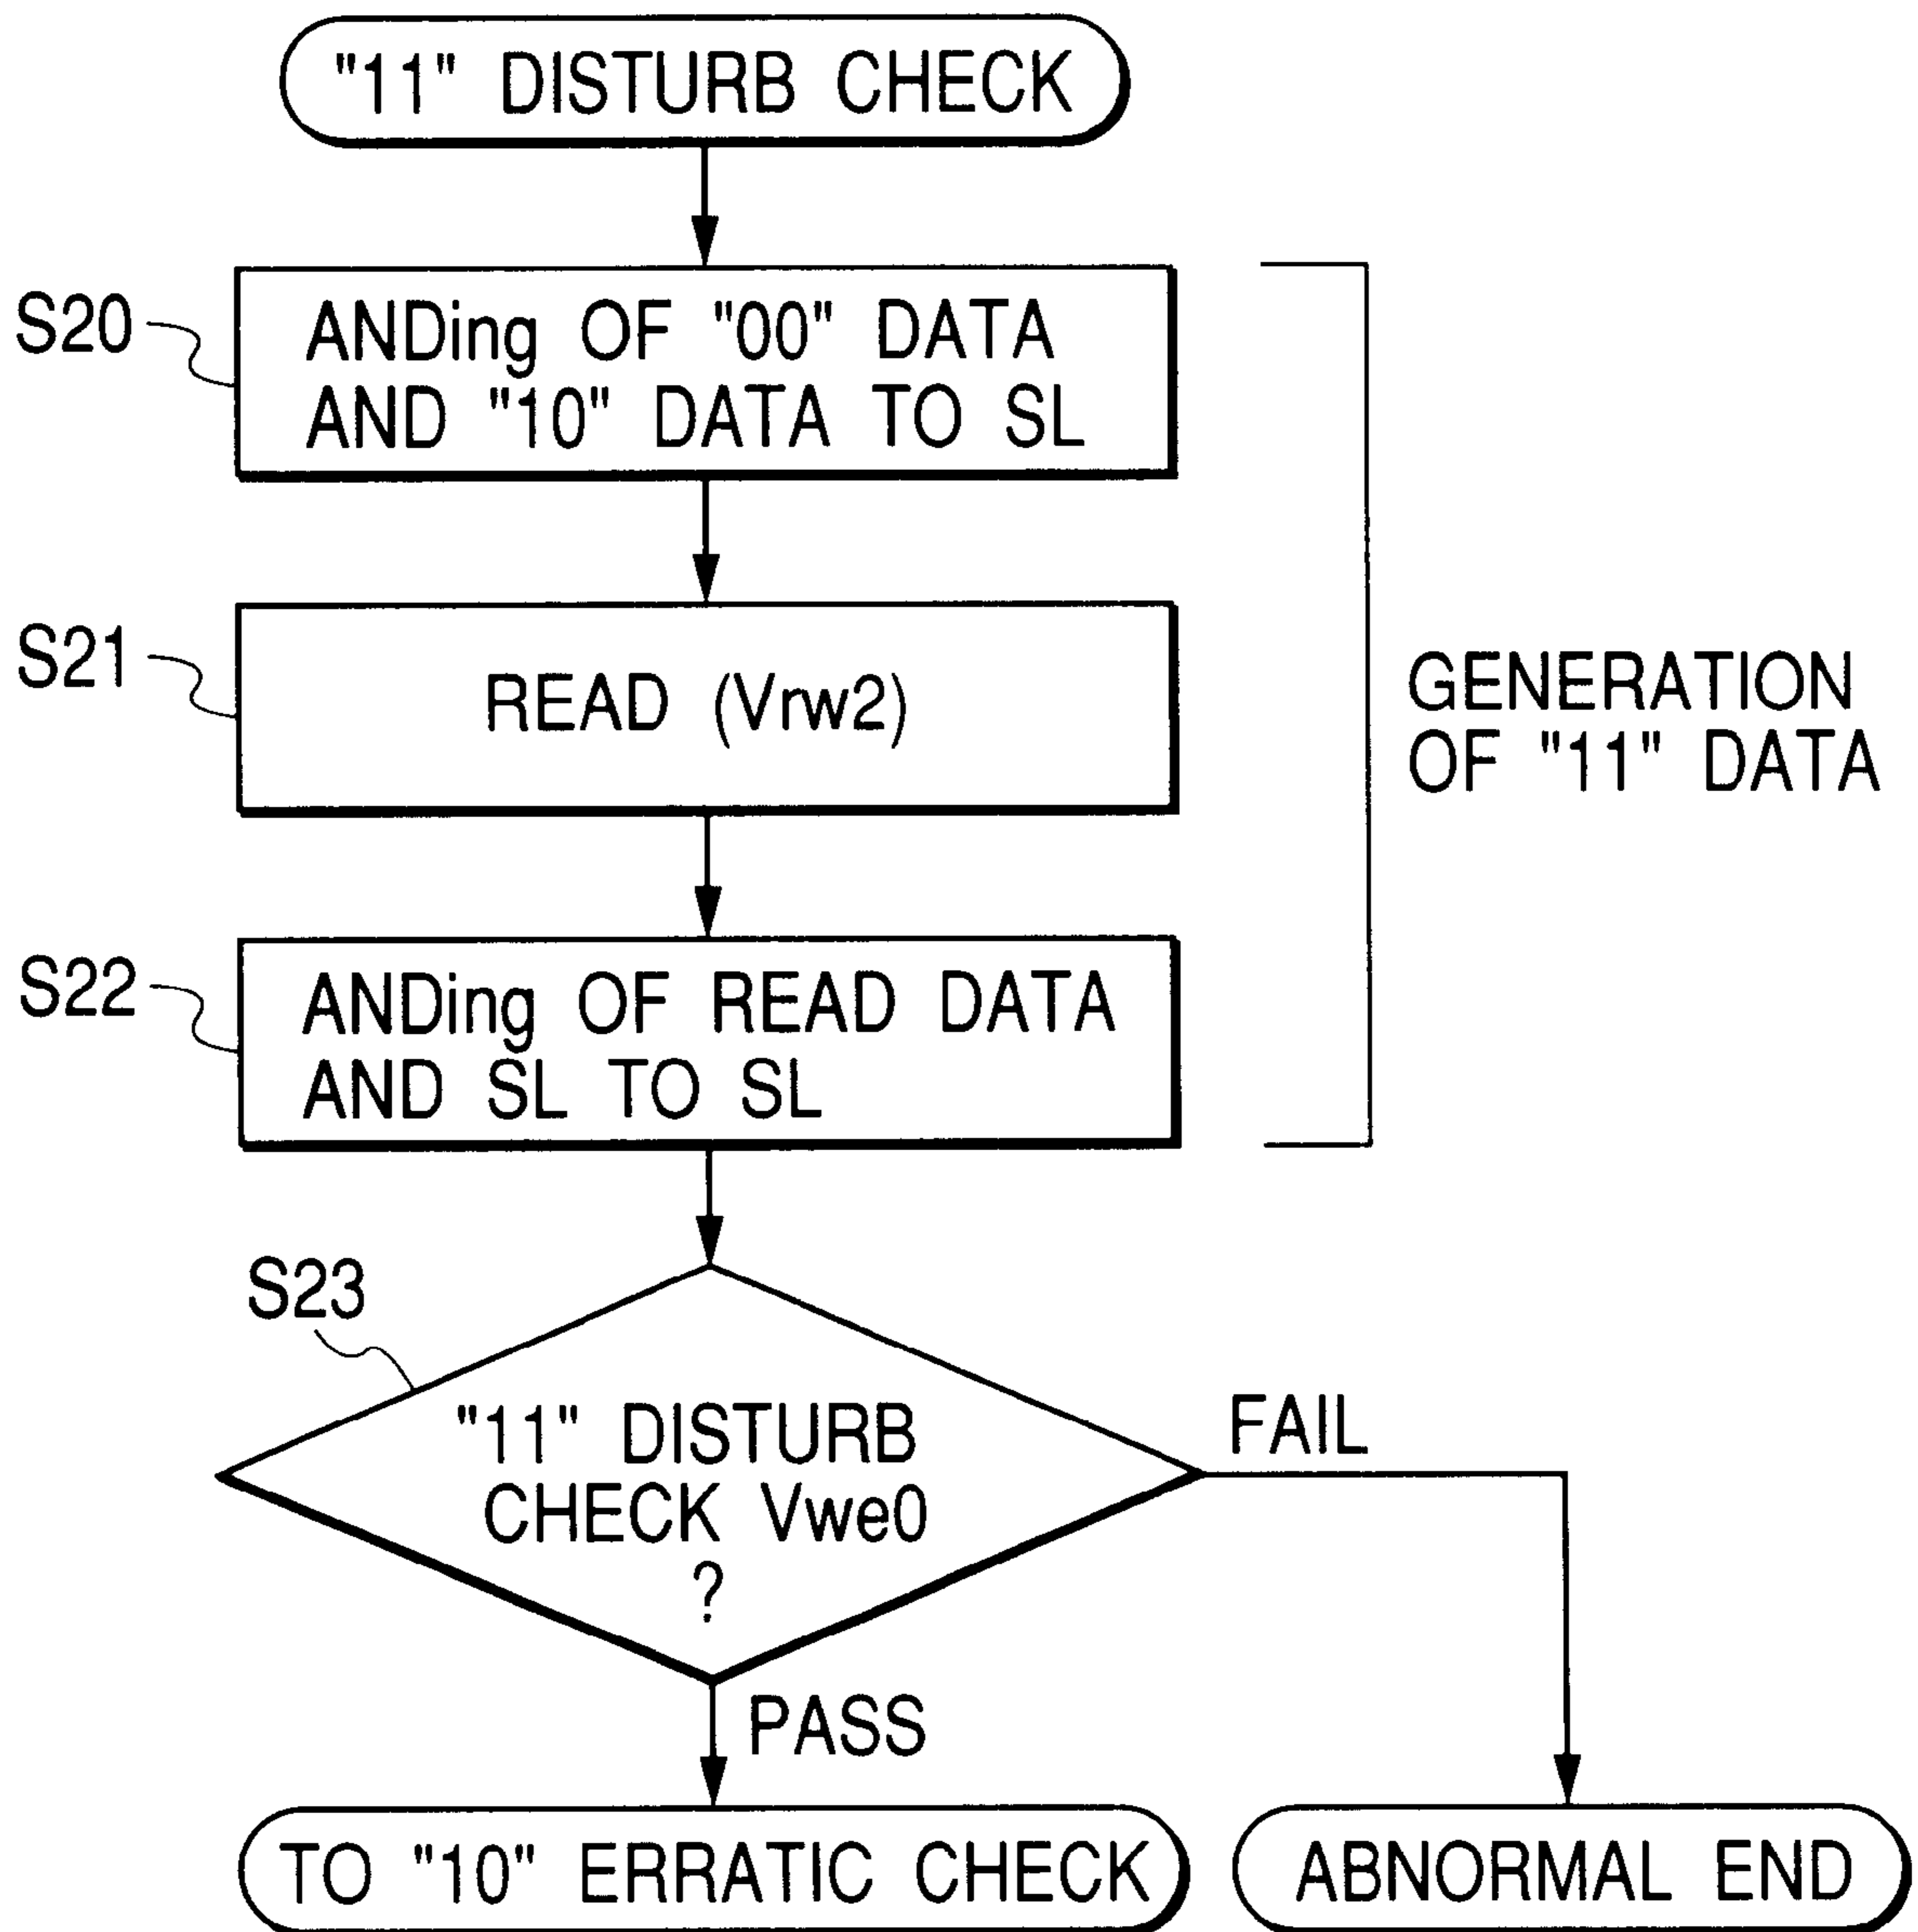 "11" DISTURB CHECK
S20
ANDing OF "00" DATA
AND "10" DATA TO SL
S21
READ (Vrw2)
GENERATION
OF "11" DATA
S22
ANDing OF READ DATA
AND SL TO SL
S23
"11" DISTURB
CHECK Vwe0
?
FAIL
PASS
TO "10" ERRATIC CHECK
ABNORMAL END